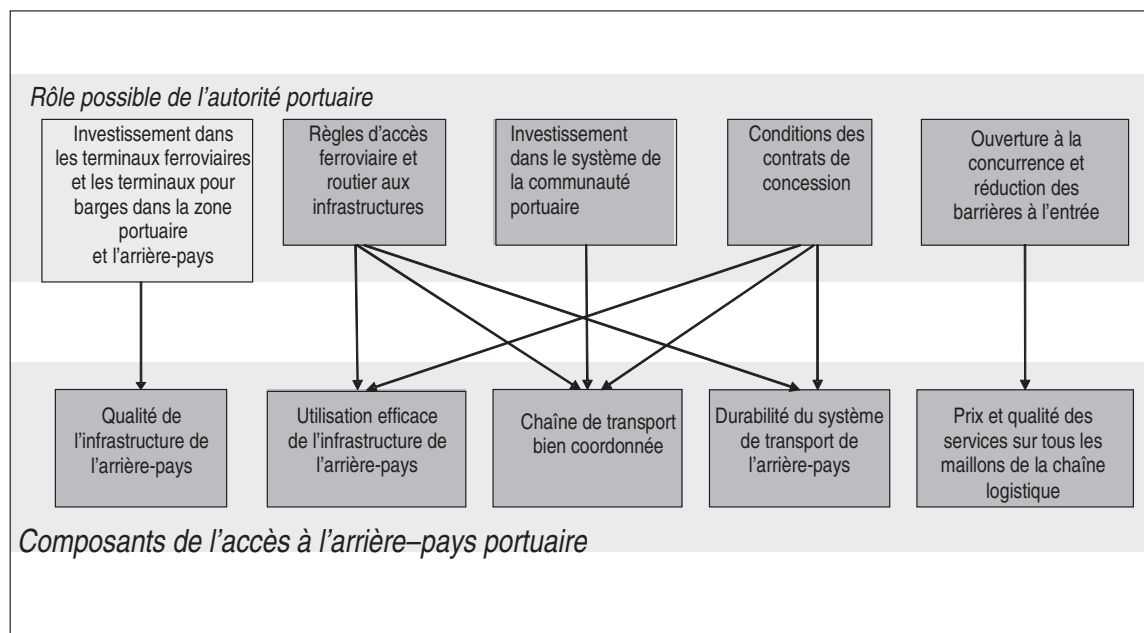 Rôle possible de l’autorité portuaire
Investissement dans
les terminaux ferroviaires
et les terminaux pour
barges dans la zone
portuaire
et l’arrière-pays
Règles d’accès
ferroviaire et
routier aux
infrastructures
Investissement
dans le système de
la communauté
portuaire
Conditions des
contrats de
concession
Ouverture à la
concurrence et
réduction des
barrières à l’entrée
Qualité de
l’infrastructure de
l’arrière-pays
Utilisation efficace
de l’infrastructure de
l’arrière-pays
Chaîne de transport
bien coordonnée
Durabilité du système
de transport de
l’arrière-pays
Prix et qualité des
services sur tous les
maillons de la chaîne
logistique
Composants de l’accès à l’arrière–pays portuaire